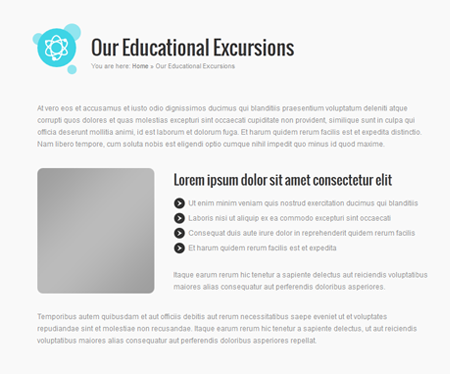 Our Educational Excursions
You are here: Home » Our Educational Excursions
At vero eos et accusamus et iusto odio dignissimos ducimus qui blanditiis praesentium voluptatum deleniti atque
corrupti quos dolores et quas molestias excepturi sint occaecati cupiditate non provident, similique sunt in culpa qui
officia deserunt mollitia animi, id est laborum et dolorum fuga. Et harum quidem rerum facilis est et expedita distinctio.
Nam libero tempore, cum soluta nobis est eligendi optio cumque nihil impedit quo minus id quod maxime.
Lorem ipsum dolor sit amet consectetur elit
Ut enim minim veniam quis nostrud exercitation ducimus qui blanditiis
Laboris nisi ut aliquip ex ea commodo excepturi sint occaecati
Consequat duis aute irure dolor in reprehenderit quidem rerum facilis
Et harum quidem rerum facilis est et expedita
Itaque earum rerum hic tenetur a sapiente delectus aut reiciendis voluptatibus
maiores alias consequatur aut perferendis doloribus asperiores.
Temporibus autem quibusdam et aut officiis debitis aut rerum necessitatibus saepe eveniet ut et voluptates
repudiandae sint et molestiae non recusandae. Itaque earum rerum hic tenetur a sapiente delectus, ut aut reiciendis
voluptatibus maiores alias consequatur aut perferendis doloribus asperiores repellat.